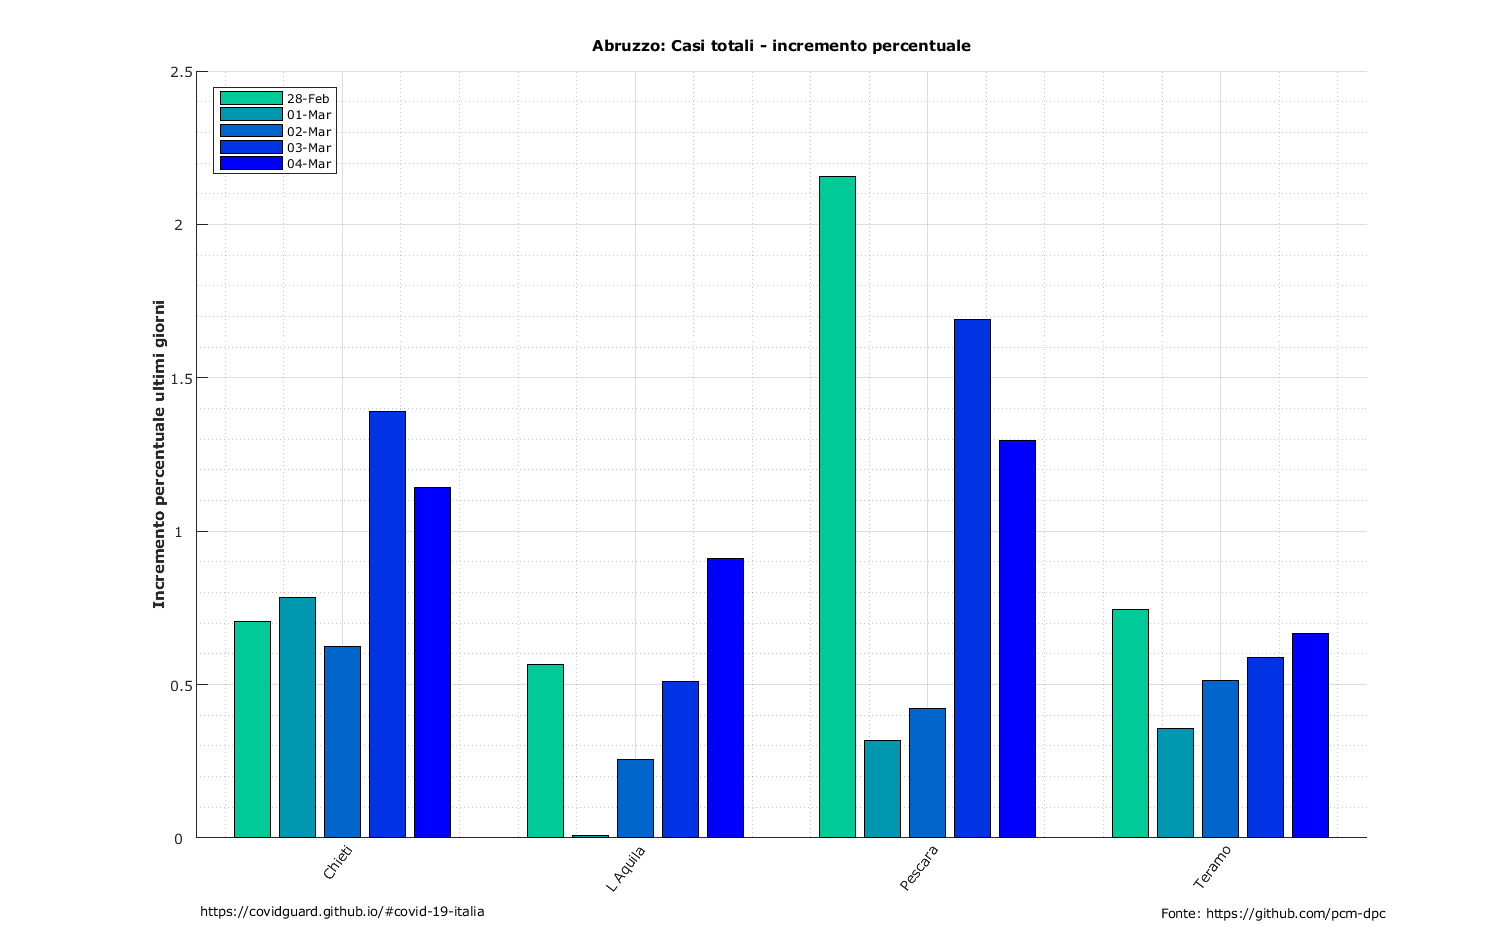 Abruzzo: Casi totali - incremento percentuale
2.5
2
1.5
1
0.5
0
Incremento percentuale ultimi giorni
28-Feb
01-Mar
02-Mar
03-Mar
04-Mar
Chieti
L Aquila
Pescara
Teramo
https://covidguard.github.io/#covid-19-italia
Fonte: https://github.com/pcm-dpc